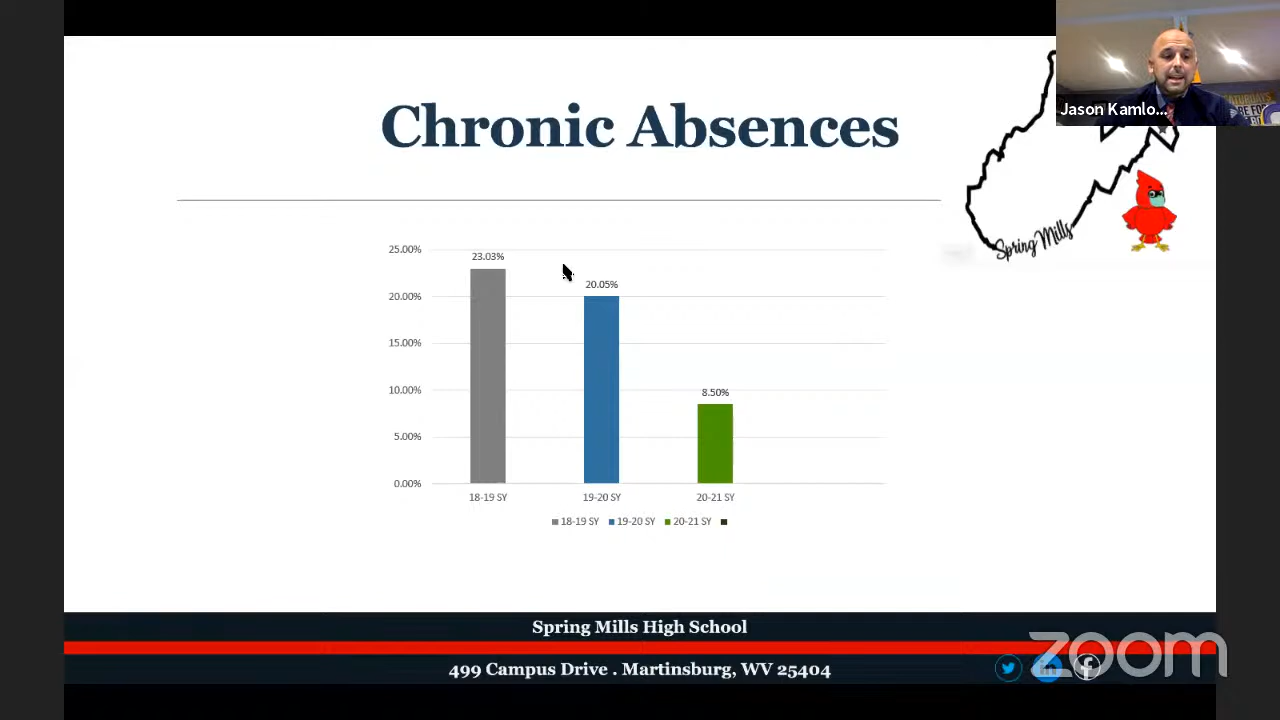 Chronic Absences
Jason Kamlo...
SATURDAYS
Spring Mills
25.00%
20.00%
15.00%
10.00%
5.00%
0.00%
23.03%
20.05%
8.50%
18-19 SY
19-20 SY
20-21 SY
18-19 SY 19-20 SY 20-21 SY
Spring Mills High School
499 Campus Drive . Martinsburg, WV 25404
zoom